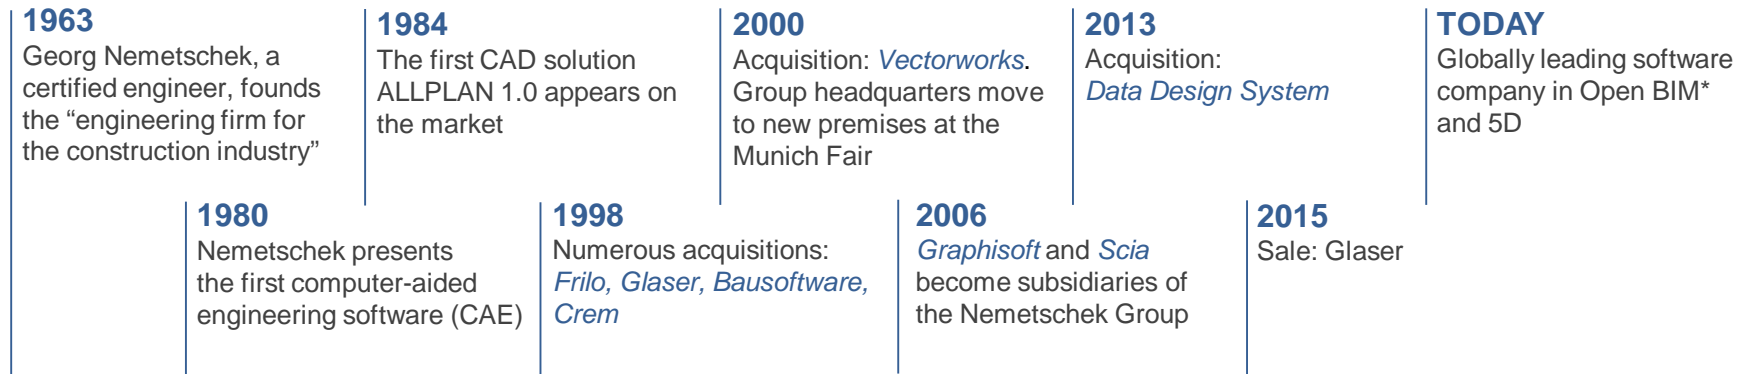 1963
Georg Nemetschek, a
certified engineer, founds
the “engineering firm for
the construction industry”
1980
Nemetschek presents
the first computer-aided
engineering software (CAE)
1984
The first CAD solution
ALLPLAN 1.0 appears on
the market
1998
Numerous acquisitions:
Frilo, Glaser, Bausoftware,
Crem
2000
Acquisition: Vectorworks.
Group headquarters move
to new premises at the
Munich Fair
2006
Graphisoft and Scia
become subsidiaries of
the Nemetschek Group
2013
Acquisition:
Data Design System
2015
Sale: Glaser
TODAY
Globally leading software
company in Open BIM*
and 5D